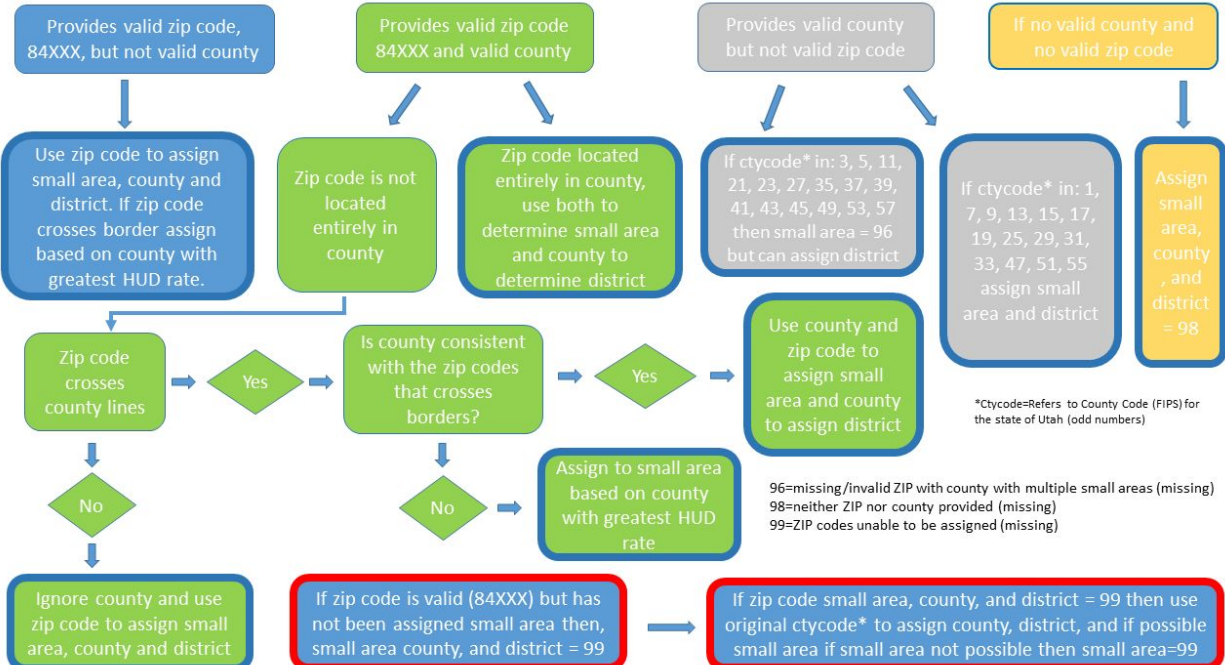 Provides valid zip code,
84XXX, but not valid county
Provides valid zip code
84XXX and valid county
Provides valid county
but not valid zip code
If no valid county and
no valid zip code
Use zip code to assign
small area, county and
district. If zip code
crosses border assign
based on county with
greatest HUD rate.
Zip code is not
located
entirely in
county
Zip code located
entirely in county,
use both to
determine small area
and county to
determine district
If ctycode* in: 3, 5, 11,
21, 23, 27, 35, 37, 39,
41, 43, 45, 49, 53, 57
then small area = 96
but can assign district
If ctycode* in: 1,
7, 9, 13, 15, 17,
19, 25, 29, 31,
33, 47, 51, 55
assign small
area and district
Assign
small
area,
county
, and
district
= 98
Zip code
crosses
county lines
Yes
Is county consistent
with the zip codes
that crosses
borders?
Yes
Use county and
zip code to
assign small
area and county
to assign district
*Ctycode=Refers to County Code (FIPS) for
the state of Utah (odd numbers)
No
No
Assign to small area
based on county
with greatest HUD
rate
96=missing/invalid ZIP with county with multiple small areas (missing)
98=neither ZIP nor county provided (missing)
99=ZIP codes unable to be assigned (missing)
Ignore county and use
zip code to assign small
area, county and district
If zip code is valid (84XXX) but has
not been assigned small area then,
small area county, and district = 99
If zip code small area, county, and district = 99 then use
original ctycode* to assign county, district, and if possible
small area if small area not possible then small area=99